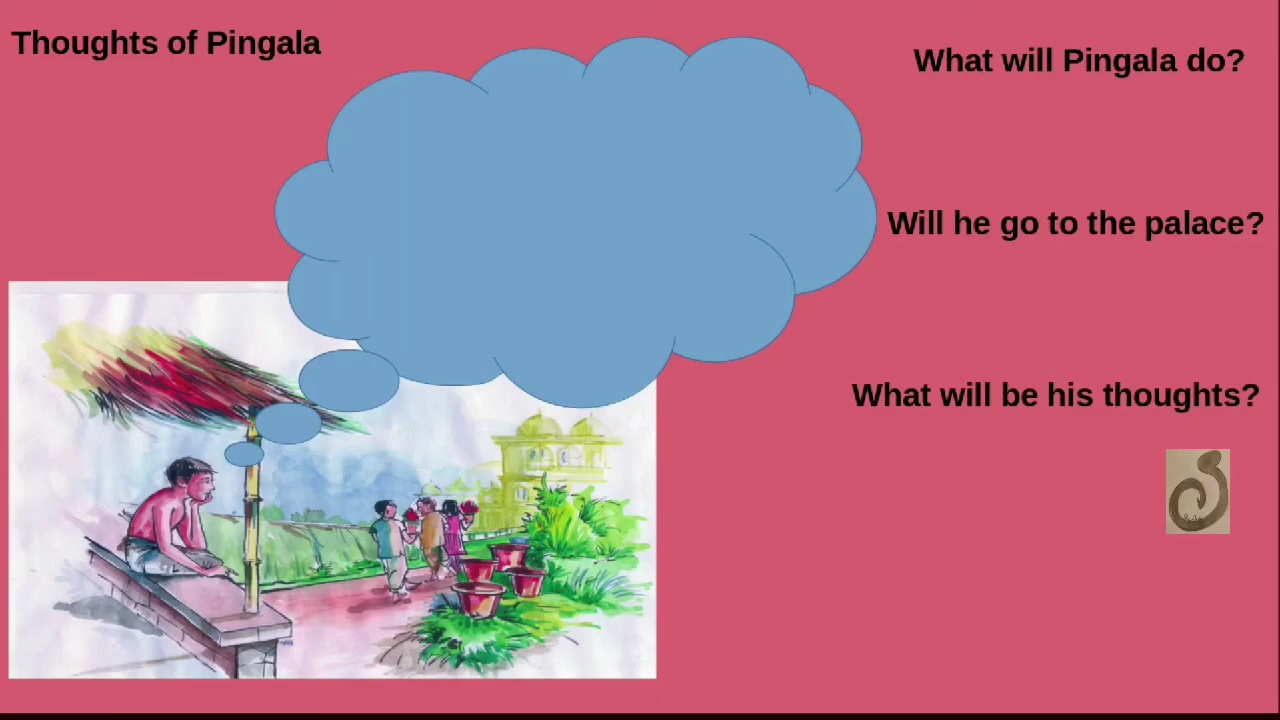 Thoughts of Pingala
What will Pingala do?
Will he go to the palace?
What will be his thoughts?